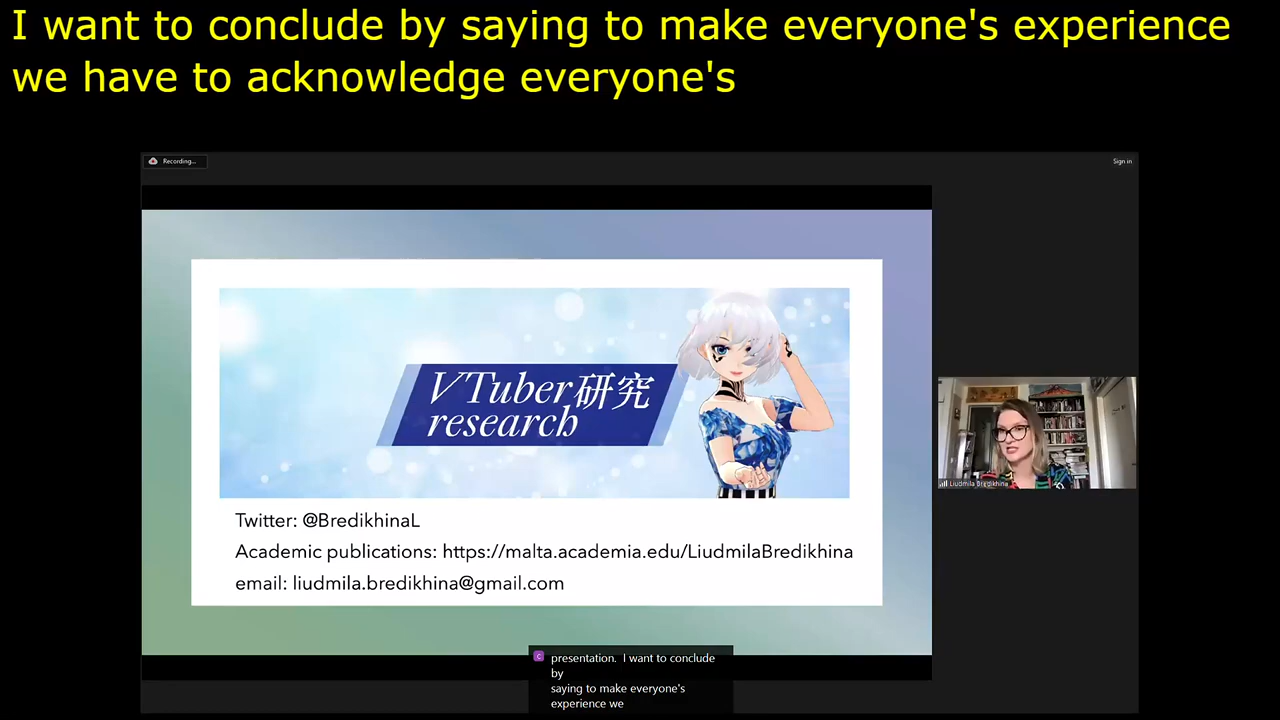 I want to conclude by saying to make everyone's experience
we have to acknowledge everyone's
Recording...
Sign in
VTuber研究
research
Twitter: @BredikhinaL
Academic publications: https://malta.academia.edu/LiudmilaBredikhina
email: liudmila.bredikhina@gmail.com
Liudmila Bredikhina
C
presentation. I want to conclude
by
saying to make everyone's
experience we